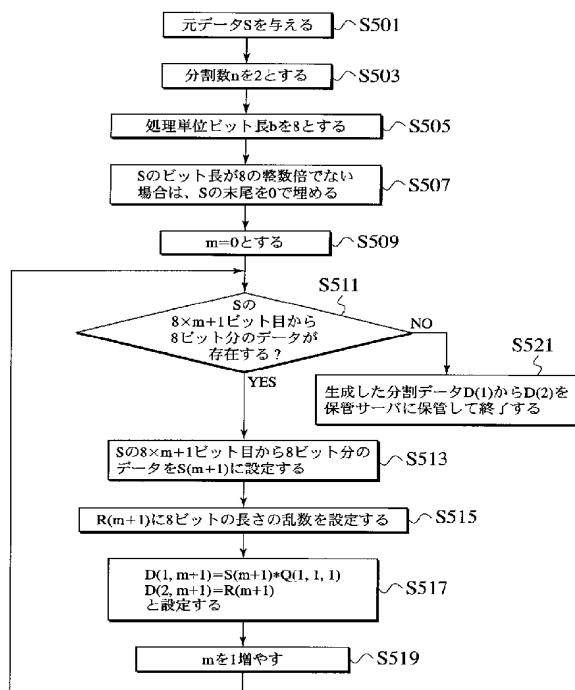 元データSを与える S501
分割数nを2とする S503
処理単位ビット長bを8とする S505
Sのビット長が8の整数倍でない
場合は、Sの末尾を0で埋める
S507
m=0とする S509
S511
Sの
8×m+1ビット目から
8ビット分のデータが
存在する?
NO
YES
S521
生成した分割データD(1)からD(2)を
保管サーバに保管して終了する
Sの8×m+1ビット目から8ビット分の
データをS(m+1)に設定する
S513
R(m+1)に8ビットの長さの乱数を設定する S515
D(1, m+1)=S(m+1)*Q(1, 1, 1)
D(2, m+1)=R(m+1)
と設定する
S517
mを1増やす S519